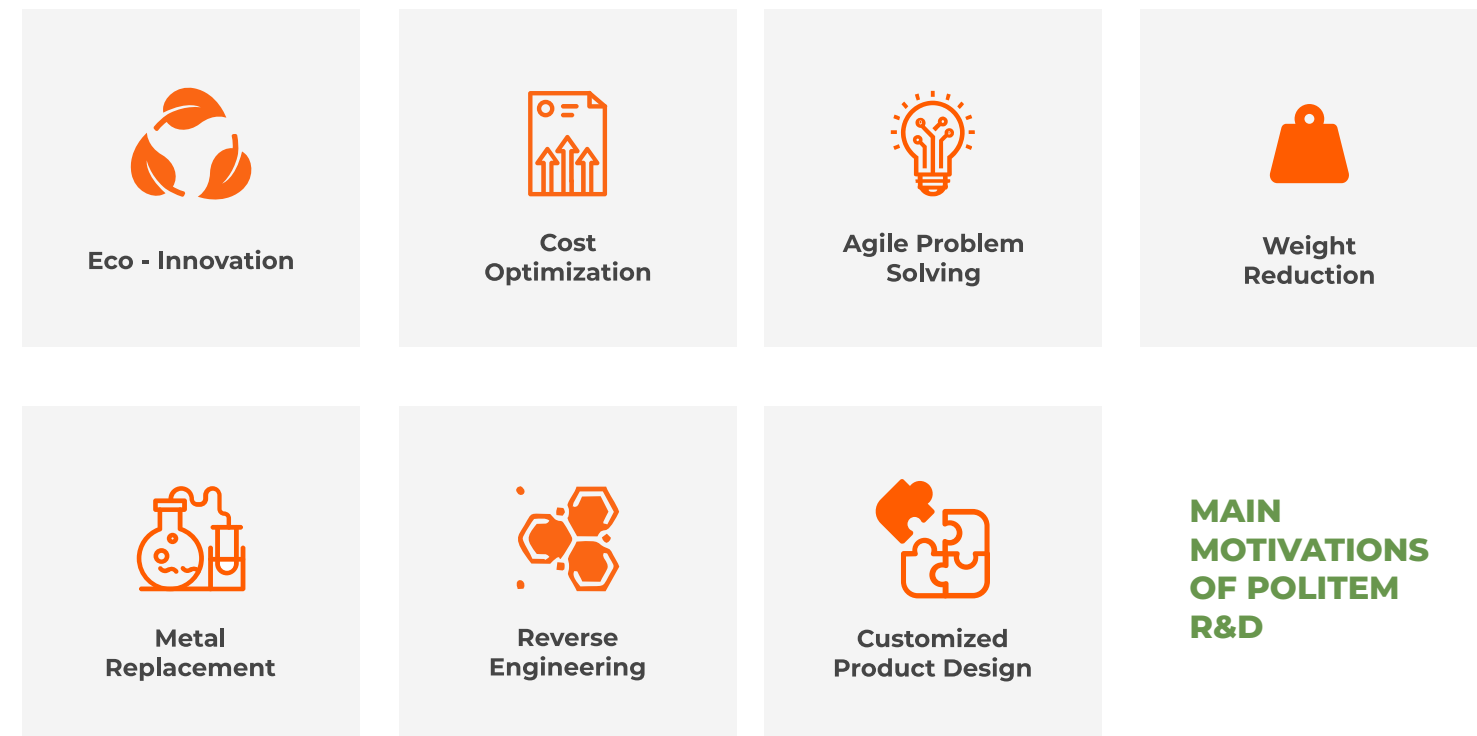 Eco - Innovation
Cost
Optimization
Agile Problem
Solving
Weight
Reduction
Metal
Replacement
Reverse
Engineering
Customized
Product Design
MAIN
MOTIVATIONS
OF POLITEM
R&D